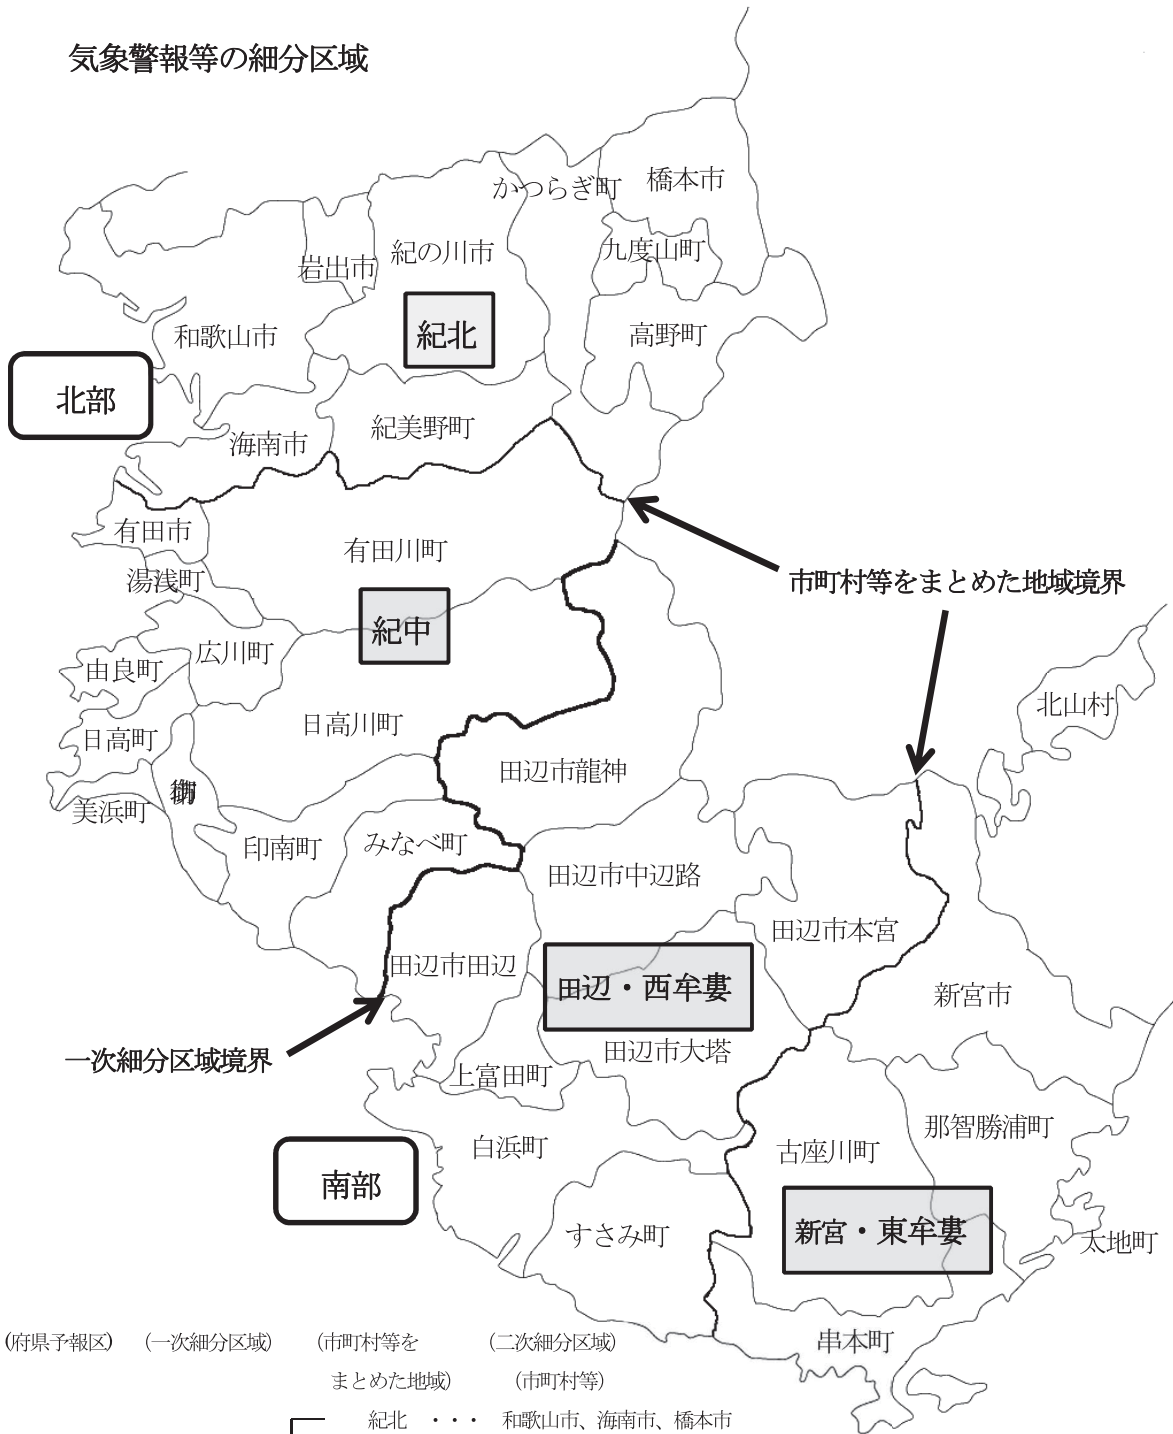 気象警報等の細分区域
橋本市
かつらぎ町
九度山町
紀の川市
岩出市
紀北
高野町
和歌山市
北部
紀美野町
海南市
有田市
有田川町
市町村等をまとめた地域境界
湯浅町
紀中
広川町
由良町
北山村
日高川町
日高町
田辺市龍神
美浜町
印南町
みなべ町
田辺市中辺路
田辺市本宮
田辺市田辺
田辺・西牟婁
新宮市
一次細分区域境界
田辺市大塔
上富田町
那智勝浦町
白浜町
古座川町
南部
すさみ町
新宮・東牟婁
太地町
串本町
(府県予報区) (一次細分区域) (市町村等を (二次細分区域)
まとめた地域) (市町村等)
紀北 ・・・ 和歌山市、海南市、橋本市